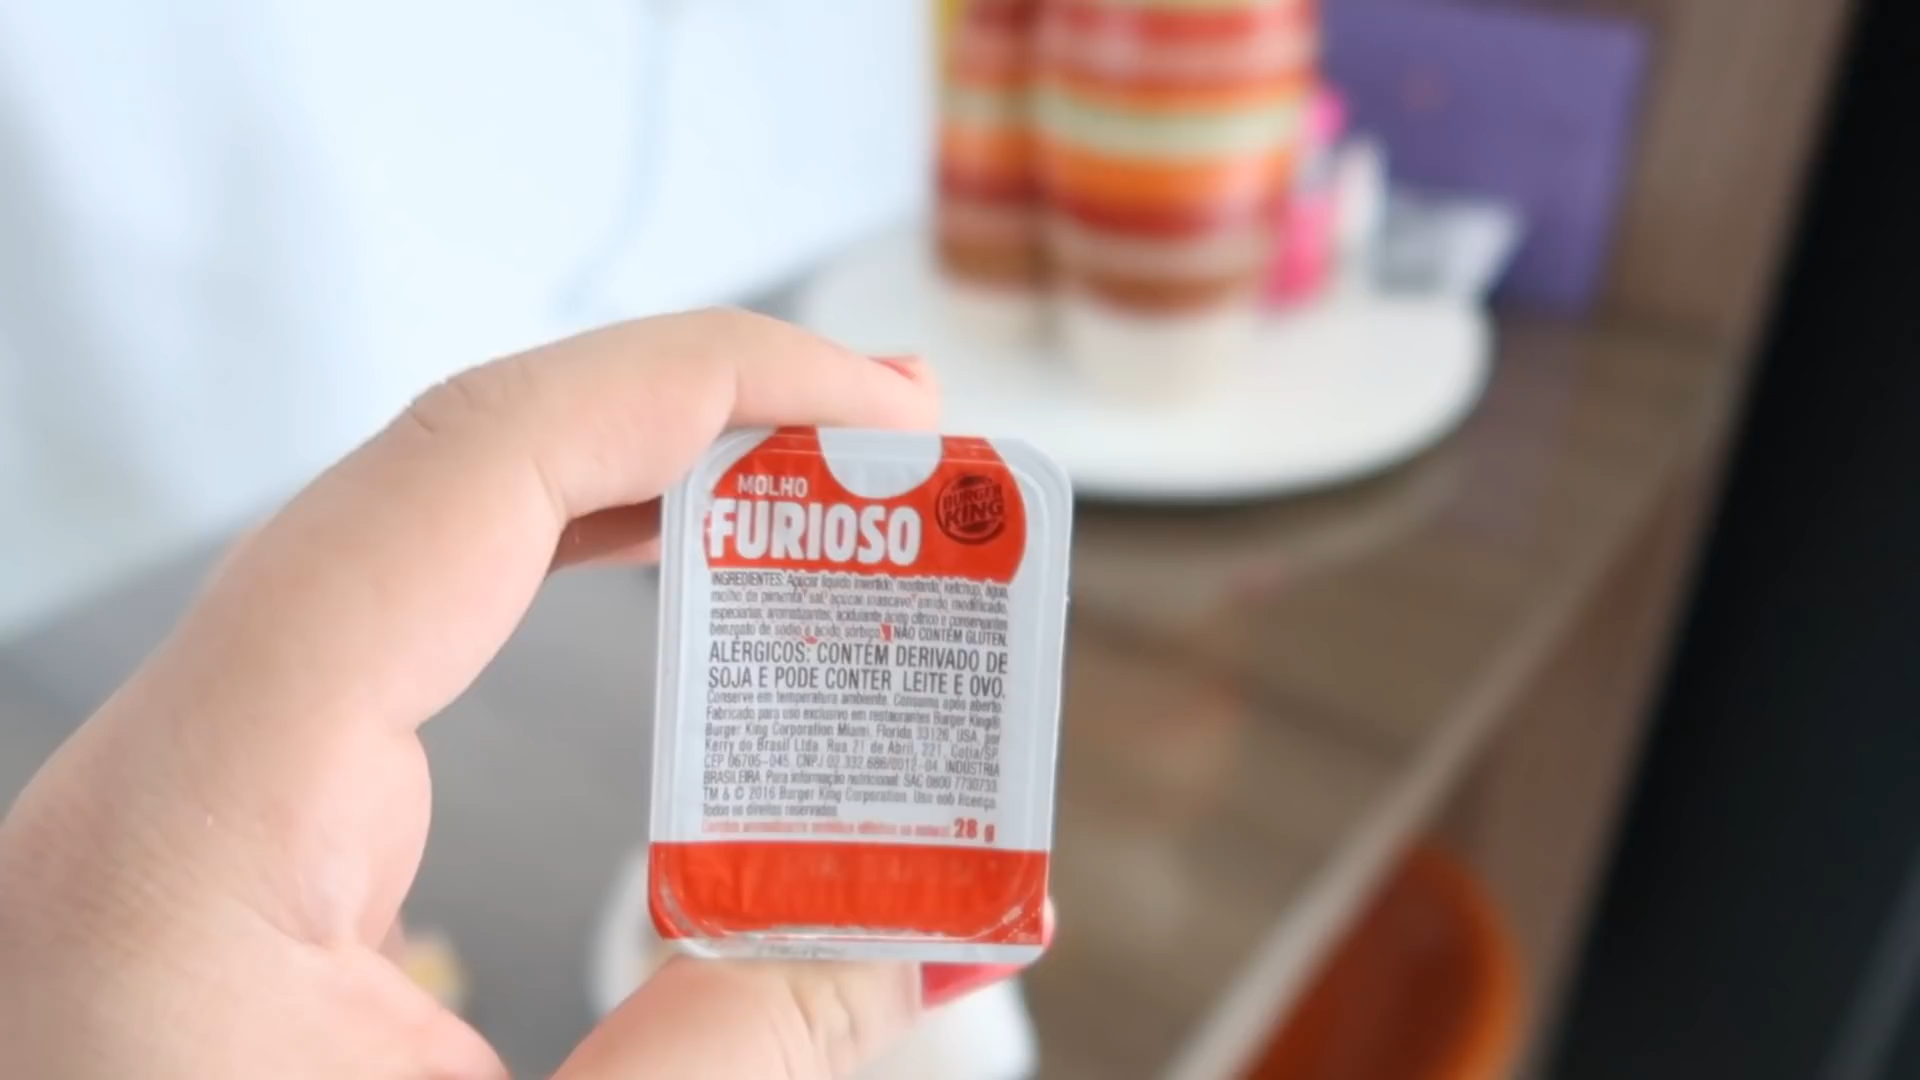 MOLHO
FURIOSO
BURGER
KING
INGREDIENTES: Açúcar líquido invertido, mostarda, ketchup, água,
molho de pimenta, sal, açúcar mascavo, amido modificado,
especiarias, aromatizantes, acidulante ácido cítrico e conservantes
benzoato de sódio e ácido sórbico. NÃO CONTÉM GLÚTEN.
ALÉRGICOS: CONTÉM DERIVADO DE
SOJA E PODE CONTER LEITE E OVO.
Conserve em temperatura ambiente. Consuma após aberto.
Fabricado para uso exclusivo em restaurantes Burger King®
Burger King Corporation Miami, Florida 33126, USA, por
Kerry do Brasil Ltda. Rua 21 de Abril, 221, Cotia/SP
CEP 06705-045. CNPJ 02.332.686/0012-04. INDÚSTRIA
BRASILEIRA. Para informação nutricional: SAC 0800 7730733
TM & © 2016 Burger King Corporation. Uso sob licença.
Todos os direitos reservados.
28 g